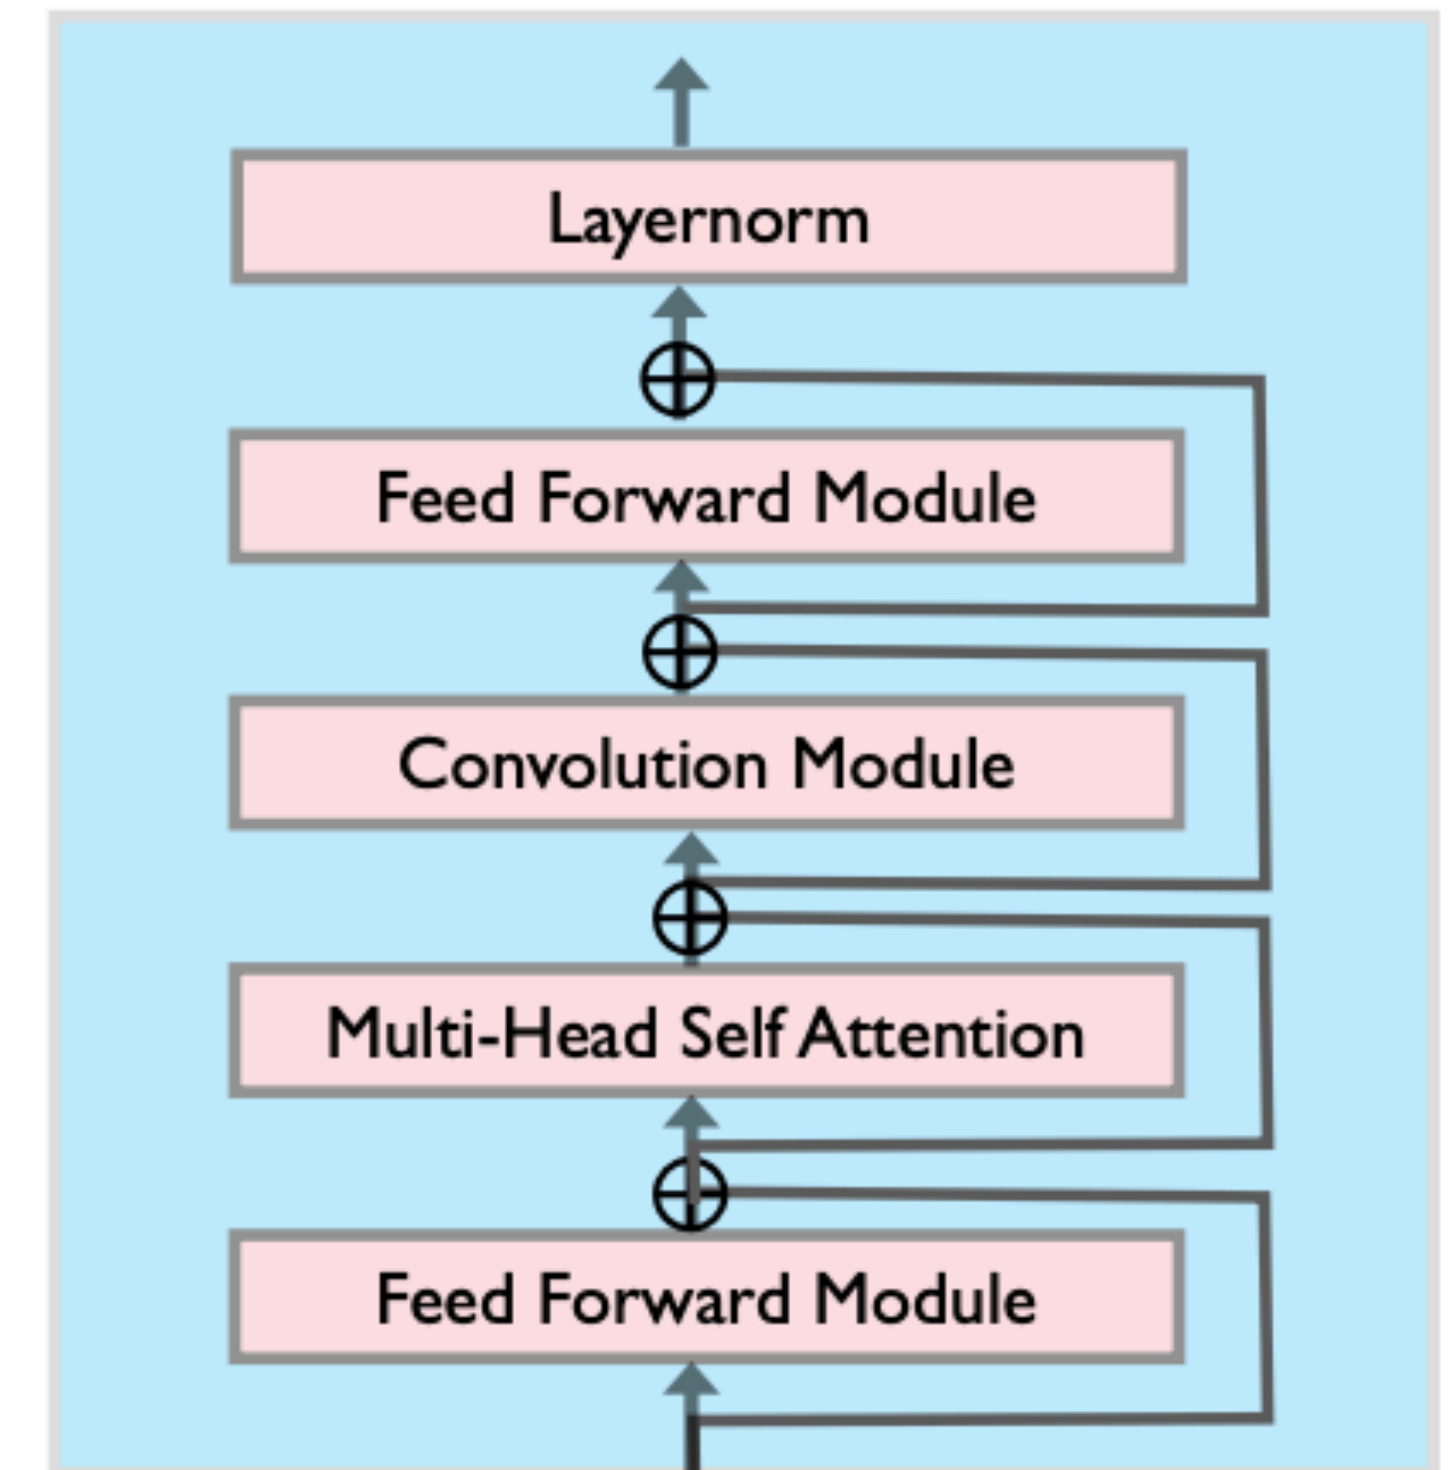 Layernorm
Feed Forward Module
Convolution Module
Multi-Head Self Attention
Feed Forward Module